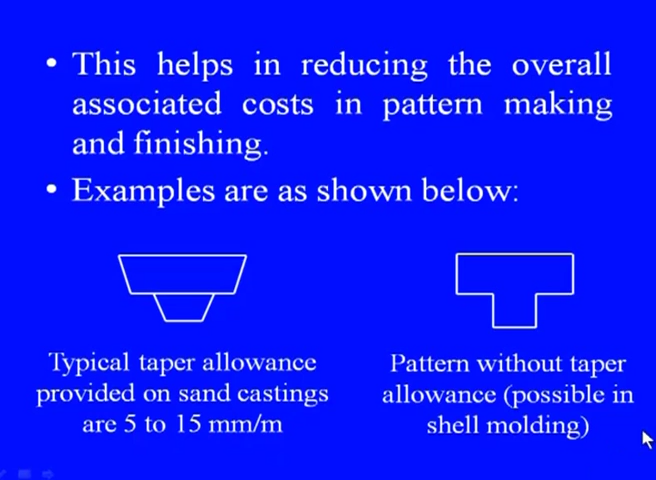 • This helps in reducing the overall
associated costs in pattern making
and finishing.
• Examples are as shown below:
Typical taper allowance
provided on sand castings
are 5 to 15 mm/m
Pattern without taper
allowance (possible in
shell molding)